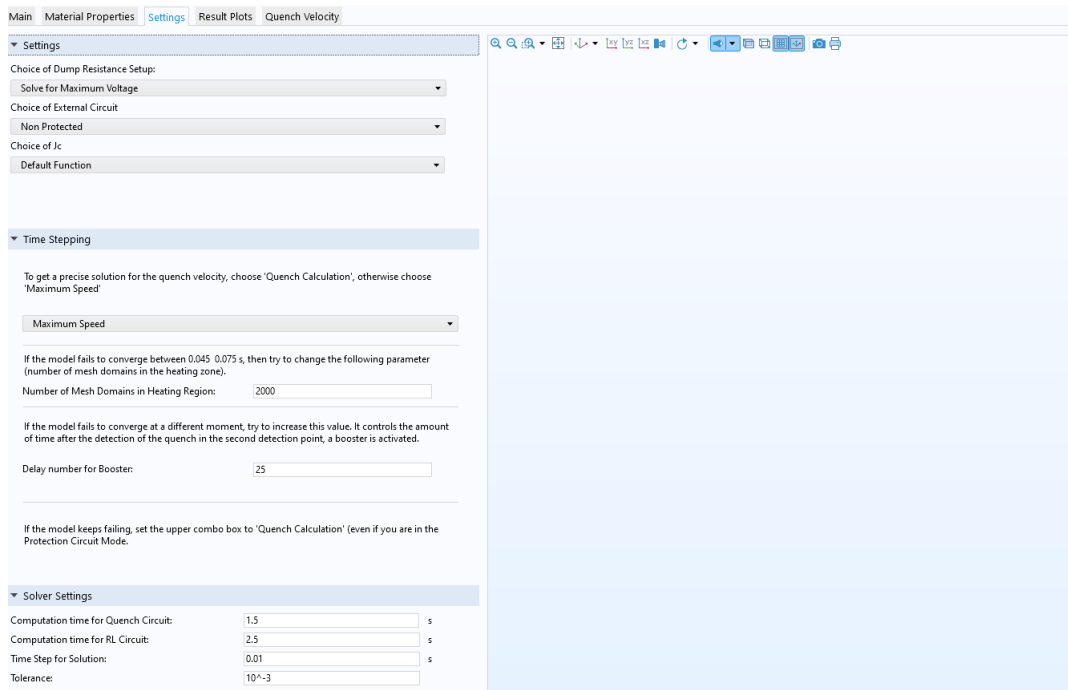 Main Material Properties Settings Result Plots Quench Velocity
Settings
Choice of Dump Resistance Setup:
Solve for Maximum Voltage
Choice of External Circuit
Non Protected
Choice of Jc
Default Function
Time Stepping
To get a precise solution for the quench velocity, choose 'Quench Calculation', otherwise choose
'Maximum Speed'
Maximum Speed
If the model fails to converge between 0.045 0.075 s, then try to change the following parameter
(number of mesh domains in the heating zone).
Number of Mesh Domains in Heating Region: 2000
If the model fails to converge at a different moment, try to increase this value. It controls the amount
of time after the detection of the quench in the second detection point, a booster is activated.
Delay number for Booster: 25
If the model keeps failing, set the upper combo box to 'Quench Calculation' (even if you are in the
Protection Circuit Mode.
Solver Settings
Computation time for Quench Circuit: 1.5 s
Computation time for RL Circuit: 2.5 s
Time Step for Solution: 0.01 s
Tolerance: 10^-3
xy yz xz